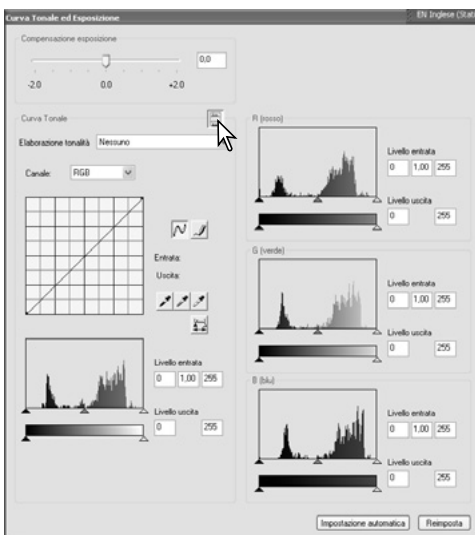 Curva Tonale ed Esposizione
EN Inglese (Stat
Compensazione esposizione
0,0
-2.0 0.0 +2.0
Curva Tonale
Elaborazione tonalità Nessuno
Canale: RGB
Entrata:
Uscita:
Livello entrata
0 1,00 255
Livello uscita
0 255
R (rosso)
Livello entrata
0 1,00 255
Livello uscita
0 255
G (verde)
Livello entrata
0 1,00 255
Livello uscita
0 255
B (blu)
Livello entrata
0 1,00 255
Livello uscita
0 255
Impostazione automatica Reimposta